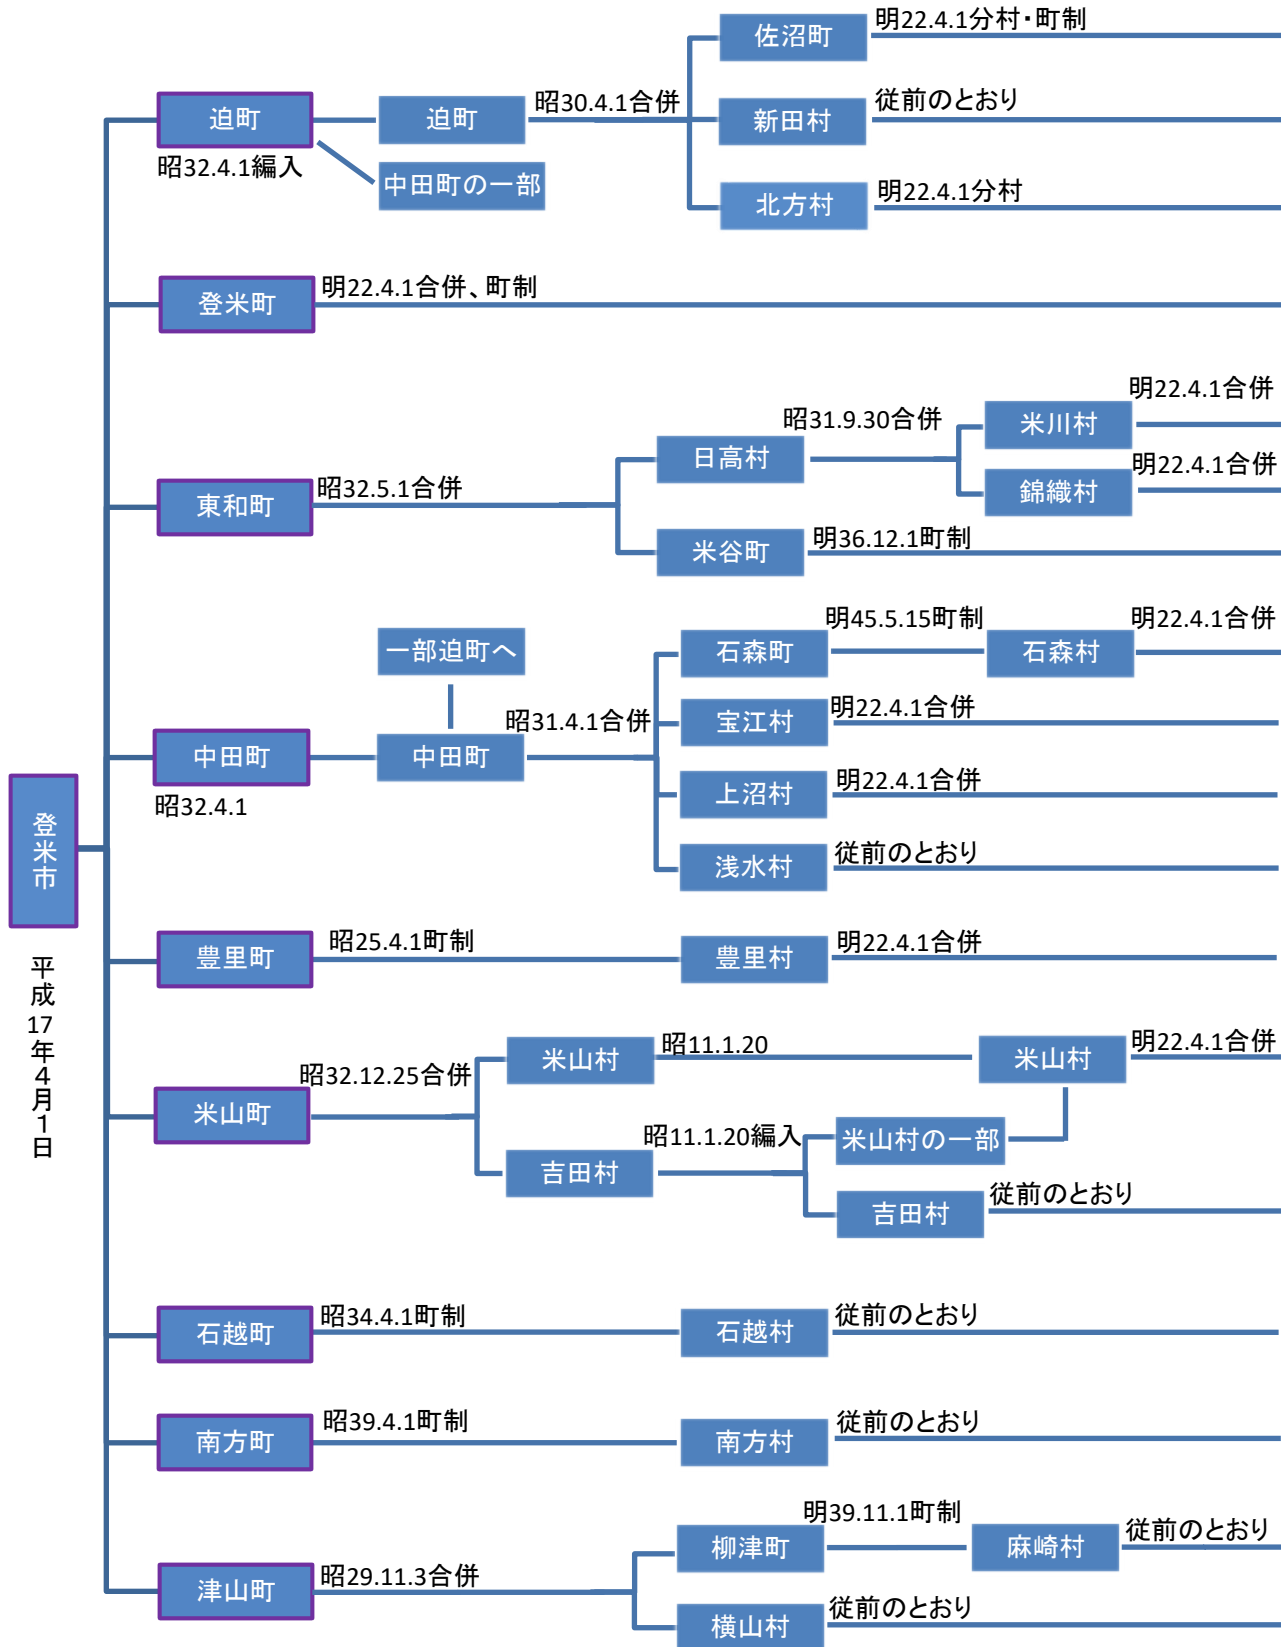 登米市
平成17年4月1日
迫町
昭32.4.1編入
迫町
中田町の一部
昭30.4.1合併
佐沼町
明22.4.1分村・町制
新田村
従前のとおり
北方村
明22.4.1分村
登米町
明22.4.1合併、町制
東和町
昭32.5.1合併
日高村
昭31.9.30合併
米川村
明22.4.1合併
錦織村
明22.4.1合併
米谷町
明36.12.1町制
中田町
昭32.4.1
一部迫町へ
中田町
昭31.4.1合併
石森町
明45.5.15町制
石森村
明22.4.1合併
宝江村
明22.4.1合併
上沼村
明22.4.1合併
浅水村
従前のとおり
豊里町
昭25.4.1町制
豊里村
明22.4.1合併
米山町
昭32.12.25合併
米山村
昭11.1.20
米山村
明22.4.1合併
吉田村
昭11.1.20編入
米山村の一部
吉田村
従前のとおり
石越町
昭34.4.1町制
石越村
従前のとおり
南方町
昭39.4.1町制
南方村
従前のとおり
津山町
昭29.11.3合併
柳津町
明39.11.1町制
麻崎村
従前のとおり
横山村
従前のとおり